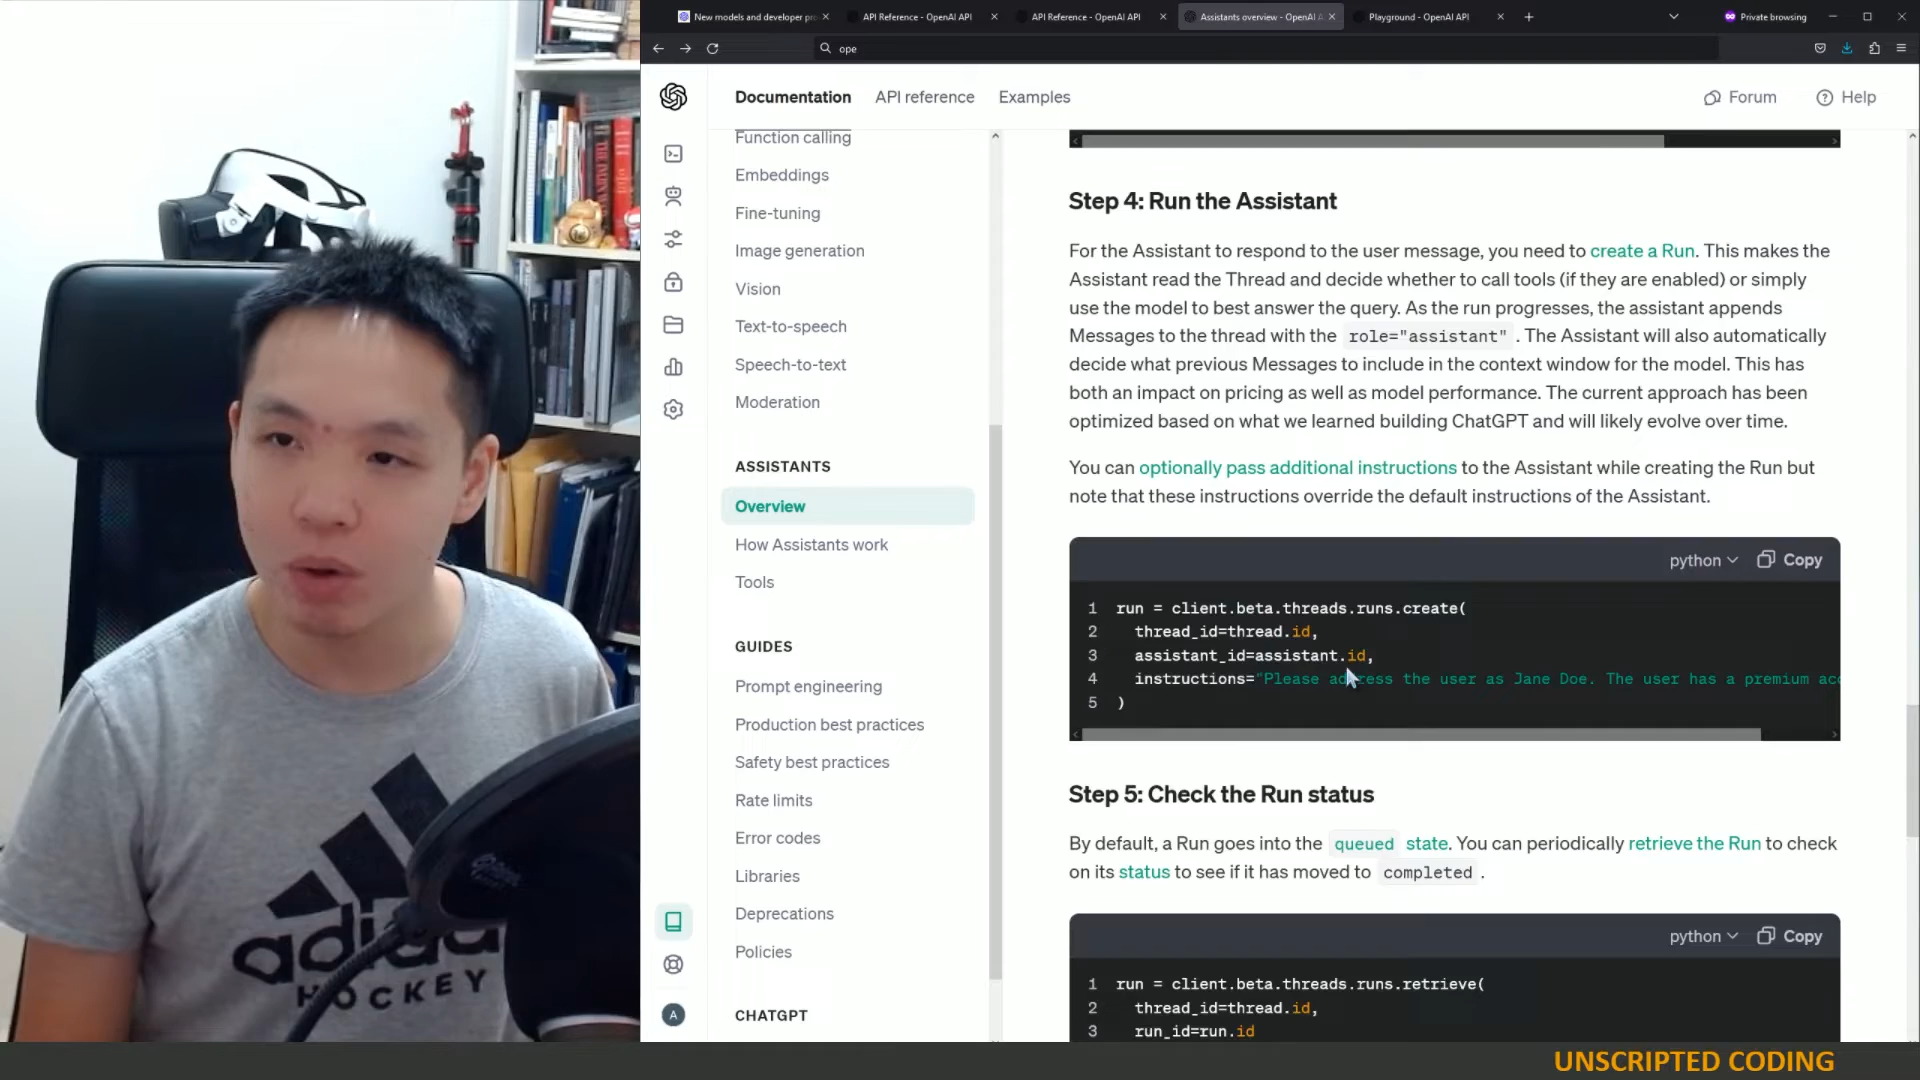 New models and developer pro
API Reference - OpenAI API
API Reference - OpenAI API
Assistants overview - OpenAI A
Playground - OpenAI API
Private browsing
ope
Documentation
API reference
Examples
Forum
Help
Function calling
Embeddings
Fine-tuning
Image generation
Vision
Text-to-speech
Speech-to-text
Moderation
ASSISTANTS
Overview
How Assistants work
Tools
GUIDES
Prompt engineering
Production best practices
Safety best practices
Rate limits
Error codes
Libraries
Deprecations
Policies
CHATGPT
A
Step 4: Run the Assistant
For the Assistant to respond to the user message, you need to create a Run. This makes the
Assistant read the Thread and decide whether to call tools (if they are enabled) or simply
use the model to best answer the query. As the run progresses, the assistant appends
Messages to the thread with the role="assistant" . The Assistant will also automatically
decide what previous Messages to include in the context window for the model. This has
both an impact on pricing as well as model performance. The current approach has been
optimized based on what we learned building ChatGPT and will likely evolve over time.
You can optionally pass additional instructions to the Assistant while creating the Run but
note that these instructions override the default instructions of the Assistant.
python
Copy
1 run = client.beta.threads.runs.create(
2 thread_id=thread.id,
3 assistant_id=assistant.id,
4 instructions="Please address the user as Jane Doe. The user has a premium acc
5 )
Step 5: Check the Run status
By default, a Run goes into the queued state. You can periodically retrieve the Run to check
on its status to see if it has moved to completed .
python
Copy
1 run = client.beta.threads.runs.retrieve(
2 thread_id=thread.id,
3 run_id=run.id
adidas
HOCKEY
UNSCRIPTED CODING